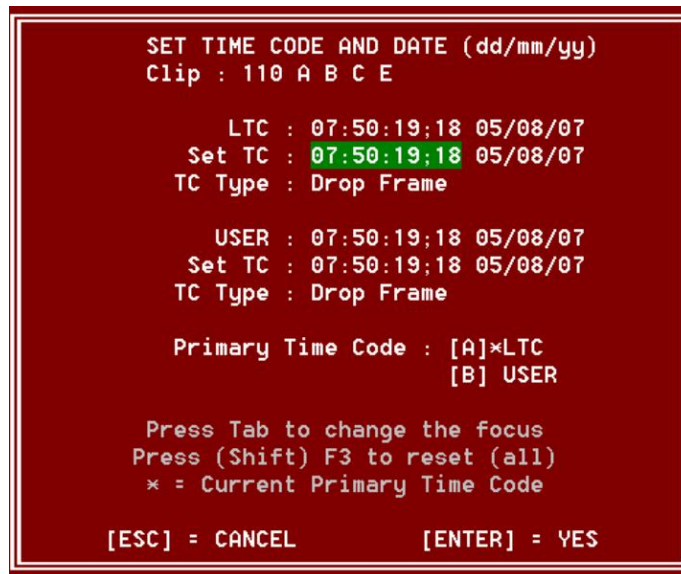 SET TIME CODE AND DATE (dd/mm/yy)
Clip : 110 A B C E
LTC : 07:50:19;18 05/08/07
Set TC : 07:50:19;18 05/08/07
TC Type : Drop Frame
USER : 07:50:19;18 05/08/07
Set TC : 07:50:19;18 05/08/07
TC Type : Drop Frame
Primary Time Code : [A]*LTC
[B] USER
Press Tab to change the focus
Press (Shift) F3 to reset (all)
* = Current Primary Time Code
[ESC] = CANCEL [ENTER] = YES